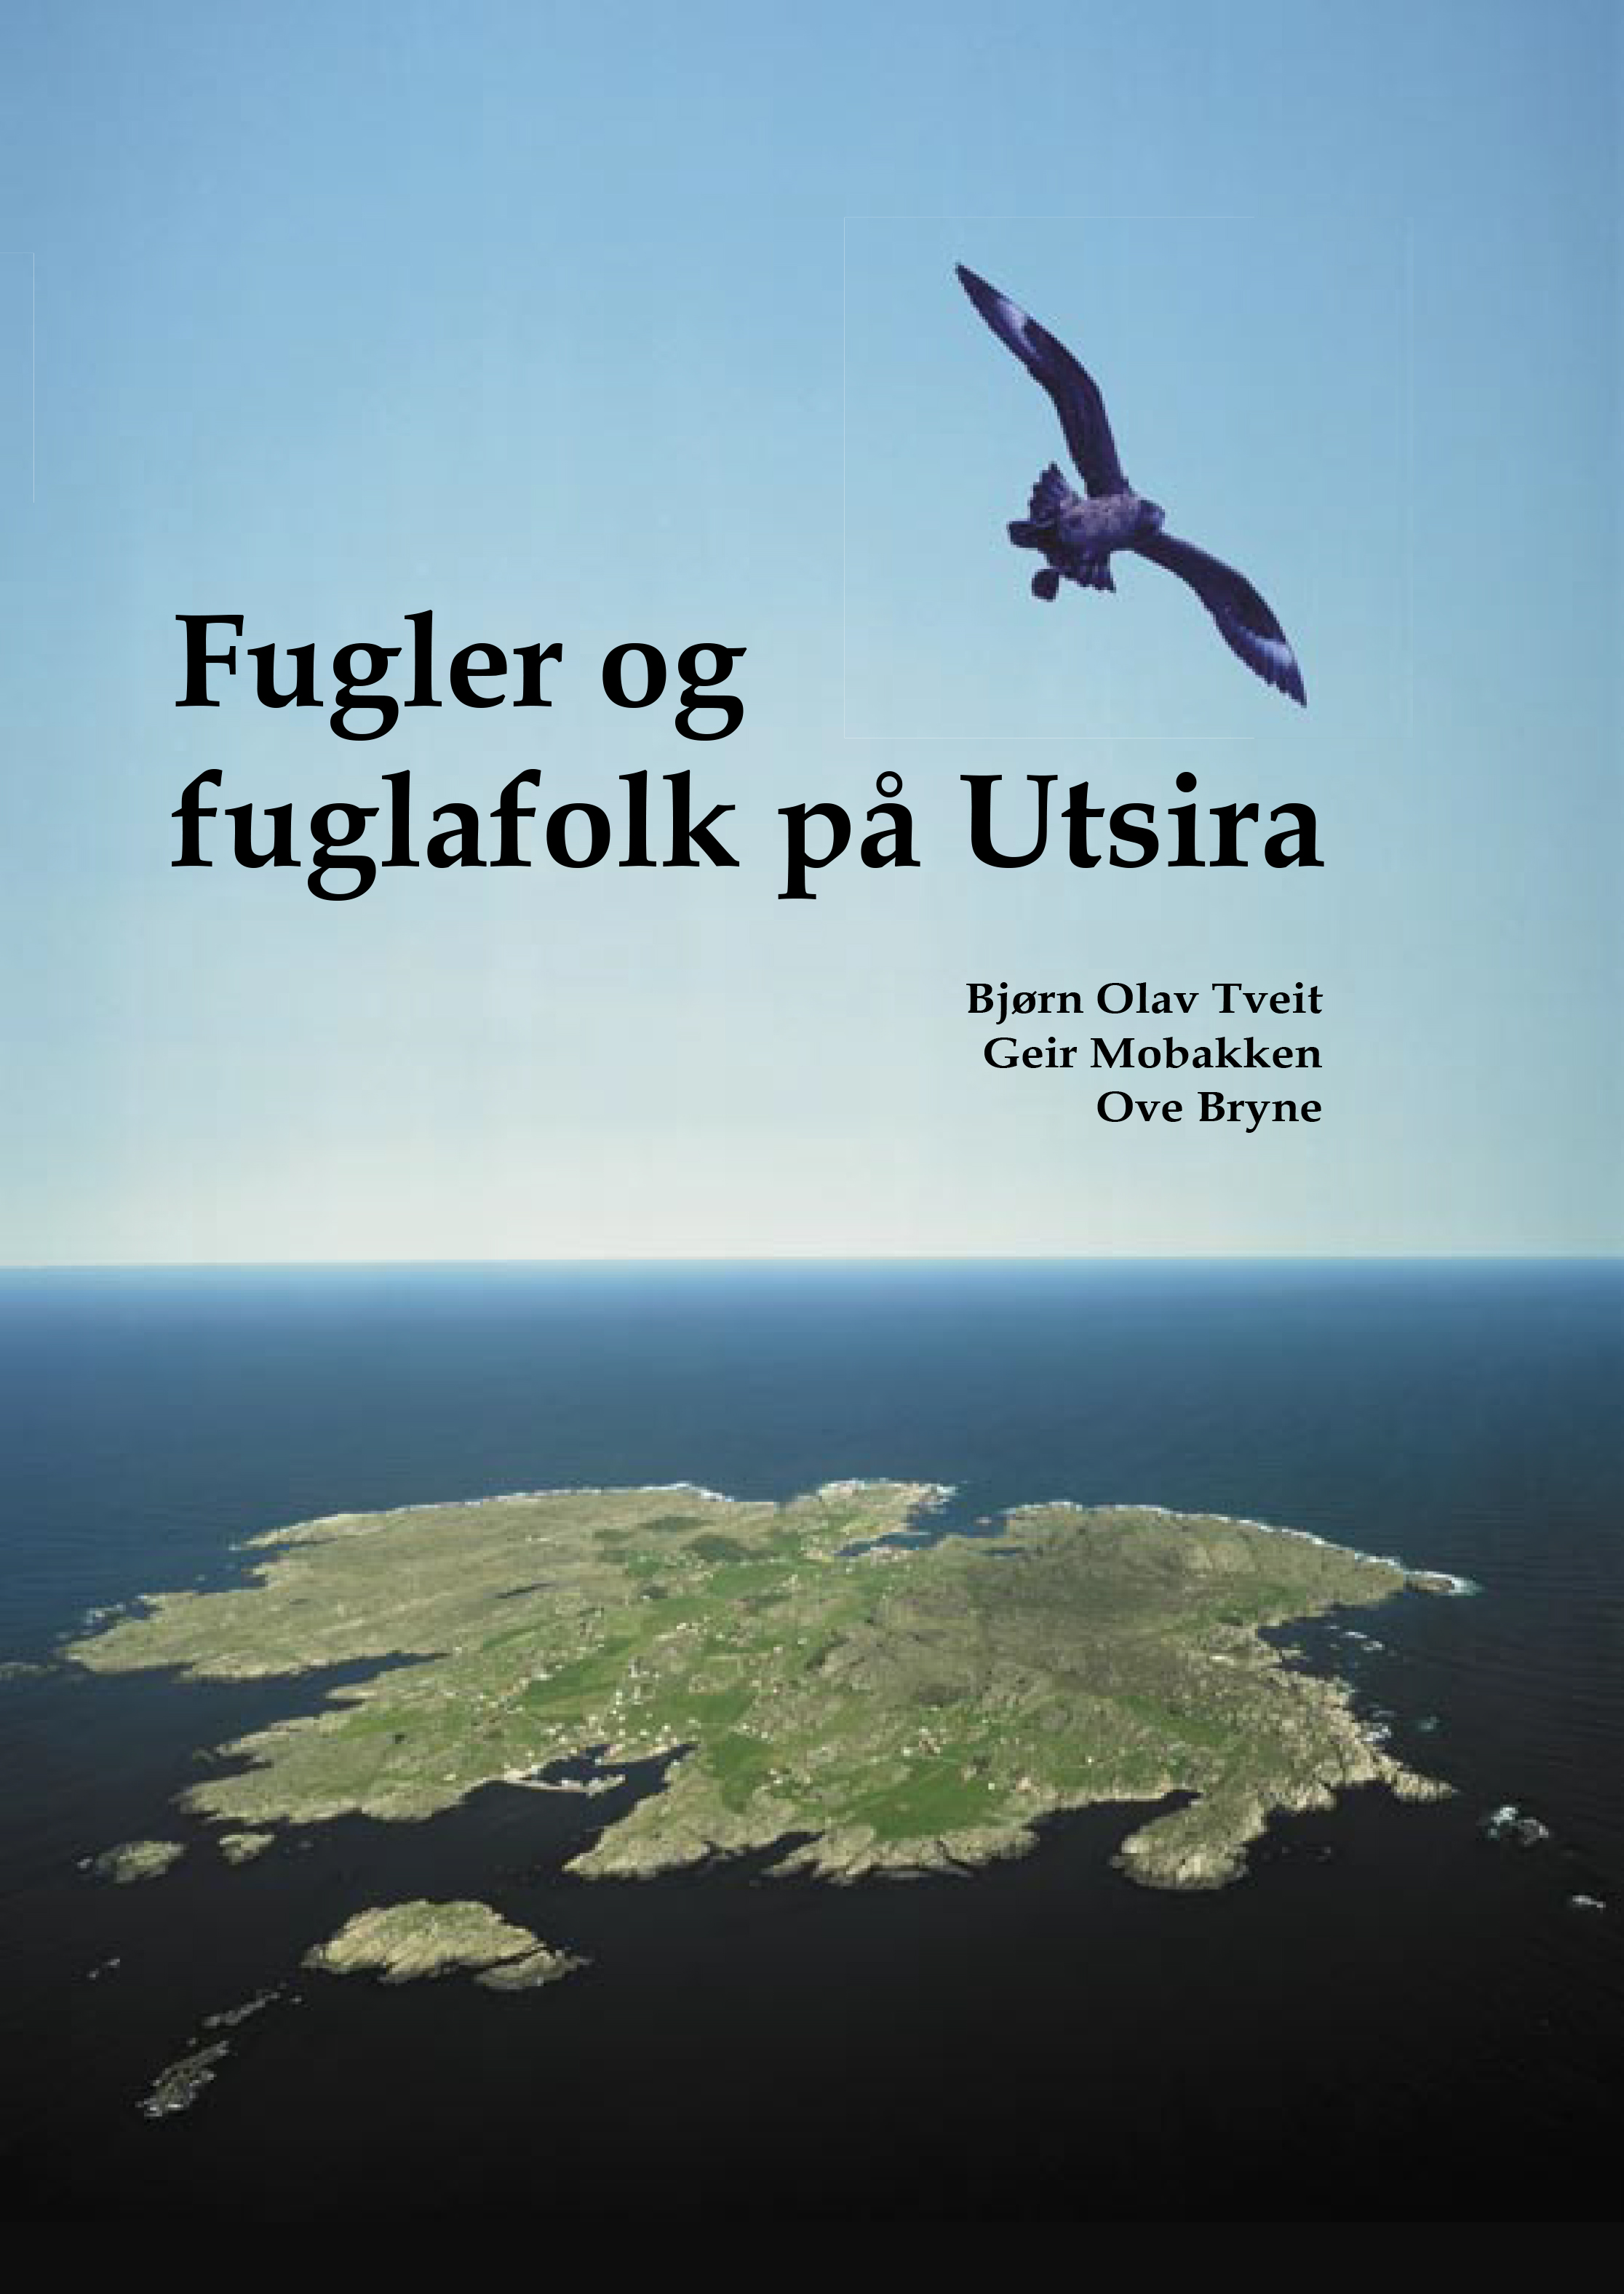 Fugler og
fuglafolk på Utsira
Bjørn Olav Tveit
Geir Mobakken
Ove Bryne